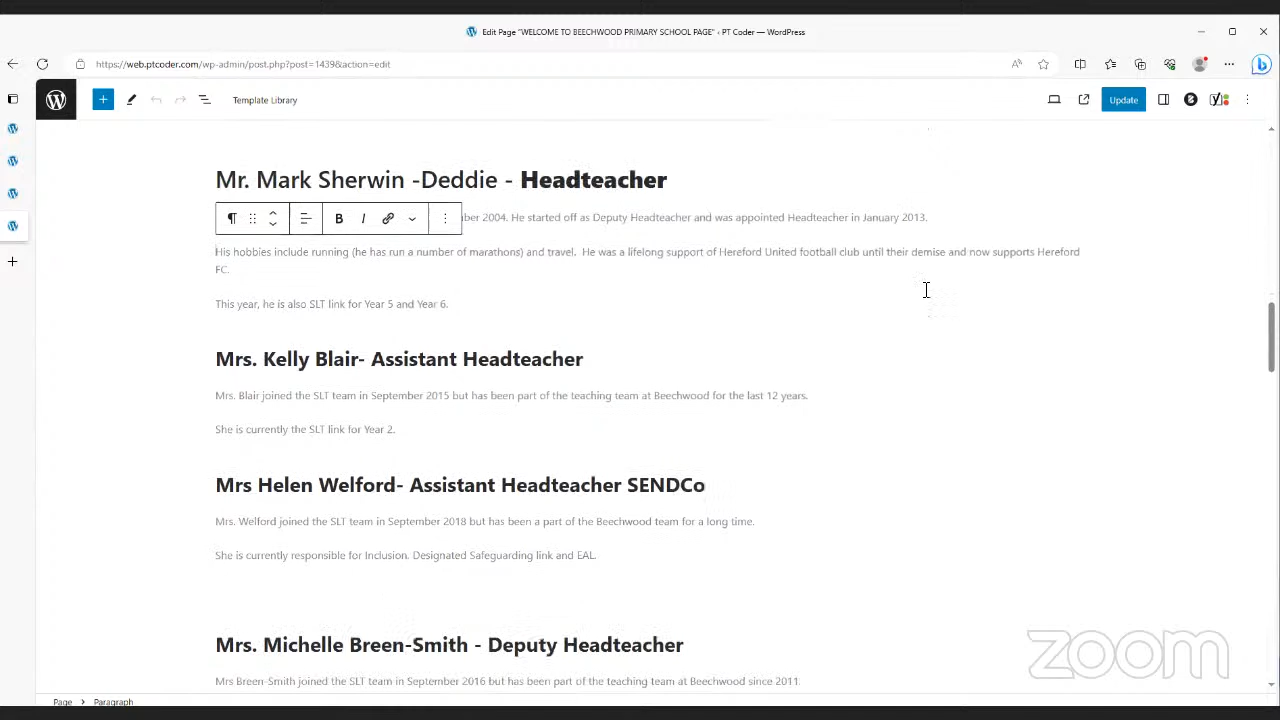 Edit Page "WELCOME TO BEECHWOOD PRIMARY SCHOOL PAGE" ‹ PT Coder — WordPress
https://web.ptcoder.com/wp-admin/post.php?post=1439&action=edit
Template Library
Update
Mr. Mark Sherwin -Deddie - Headteacher
2004. He started off as Deputy Headteacher and was appointed Headteacher in January 2013.
His hobbies include running (he has run a number of marathons) and travel. He was a lifelong support of Hereford United football club until their demise and now supports Hereford
FC.
This year, he is also SLT link for Year 5 and Year 6.
Mrs. Kelly Blair- Assistant Headteacher
Mrs. Blair joined the SLT team in September 2015 but has been part of the teaching team at Beechwood for the last 12 years.
She is currently the SLT link for Year 2.
Mrs Helen Welford- Assistant Headteacher SENDCo
Mrs. Welford joined the SLT team in September 2018 but has been a part of the Beechwood team for a long time.
She is currently responsible for Inclusion. Designated Safeguarding link and EAL.
Mrs. Michelle Breen-Smith - Deputy Headteacher
Mrs Breen-Smith joined the SLT team in September 2016 but has been part of the teaching team at Beechwood since 2011.
zoom
Page > Paragraph